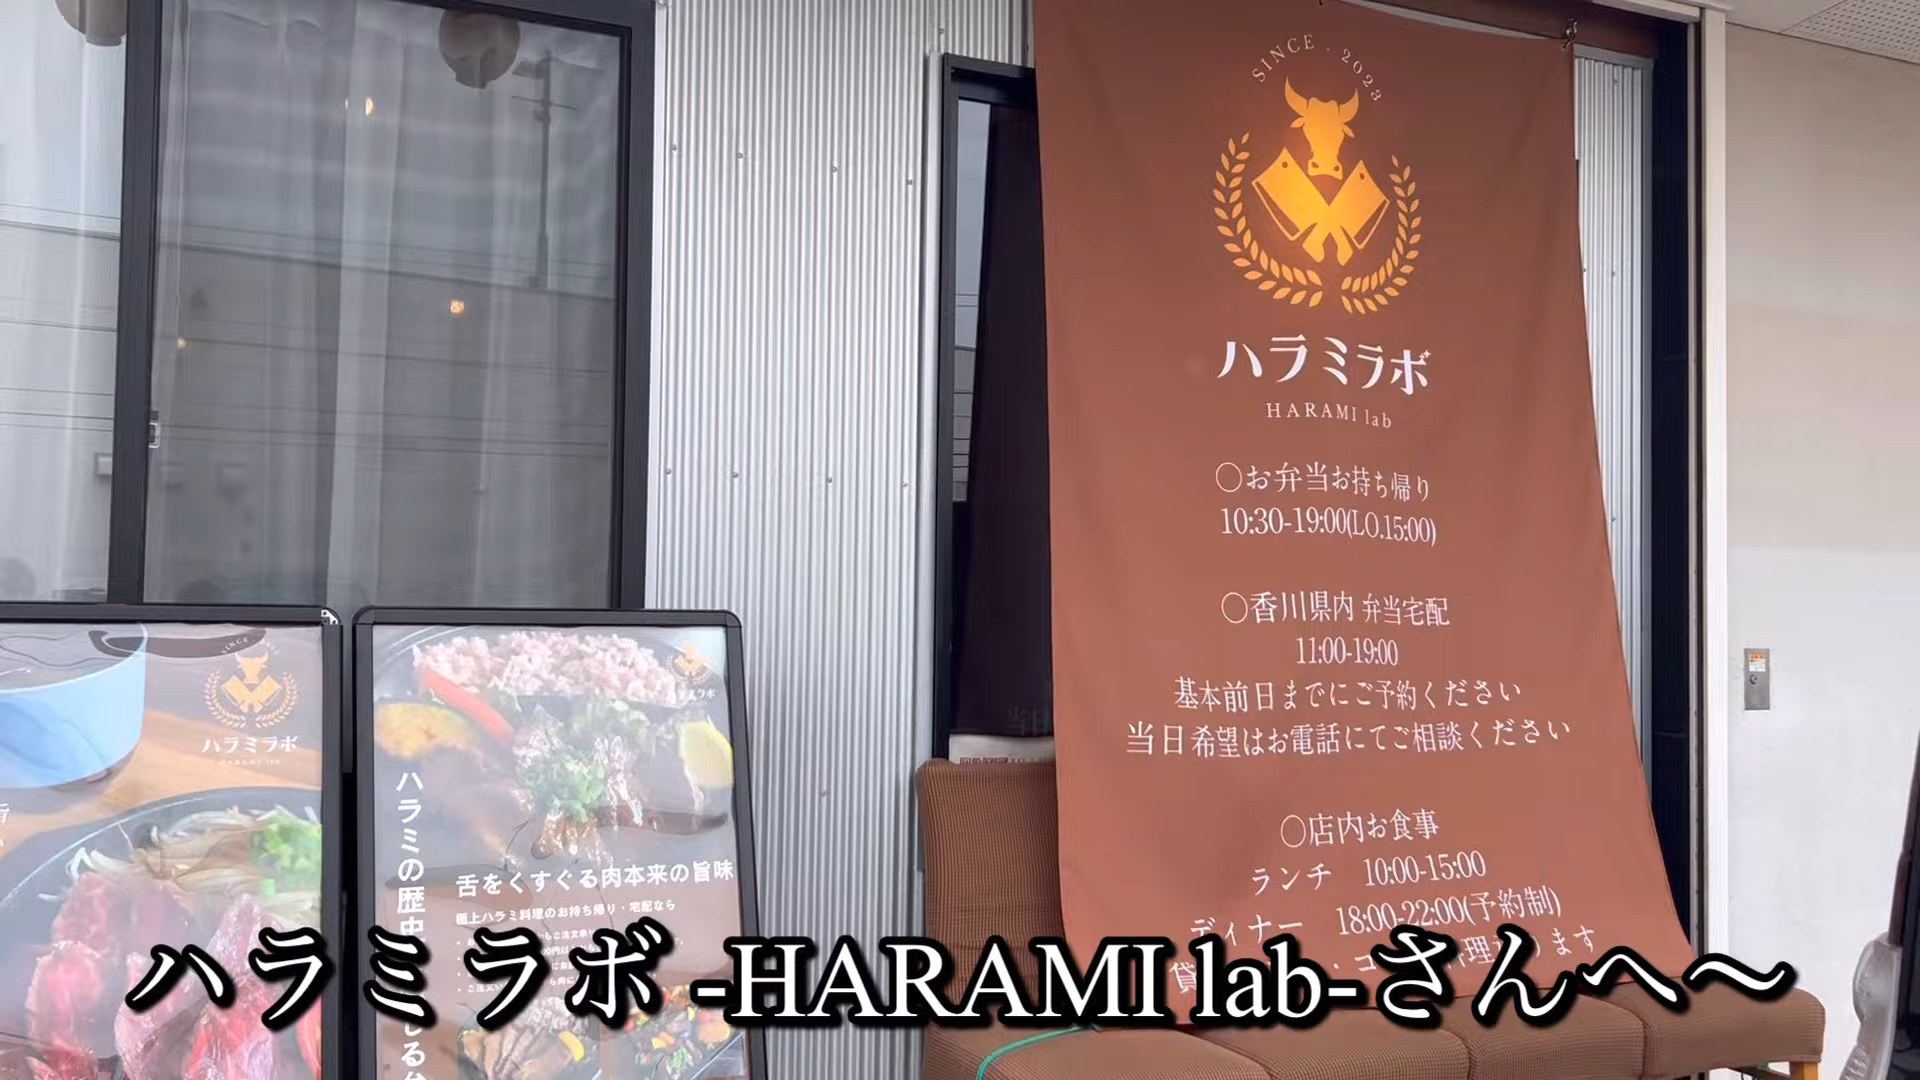 SINCE . 2023
ハラミラボ
HARAMI lab
〇お弁当お持ち帰り
10:30-19:00(LO.15:00)
〇香川県内 弁当宅配
11:00-19:00
基本前日までにご予約ください
当日希望はお電話にてご相談ください
〇店内お食事
ランチ 10:00-15:00
ディナー 18:00-22:00(予約制)
SINCE
ハラミラボ
HARAMI lab
ハラミの歴史
舌をくすぐる肉本来の旨味
極上ハラミ料理のお持ち帰り・宅配なら
ハラミラボ -HARAMI lab-さんへ～